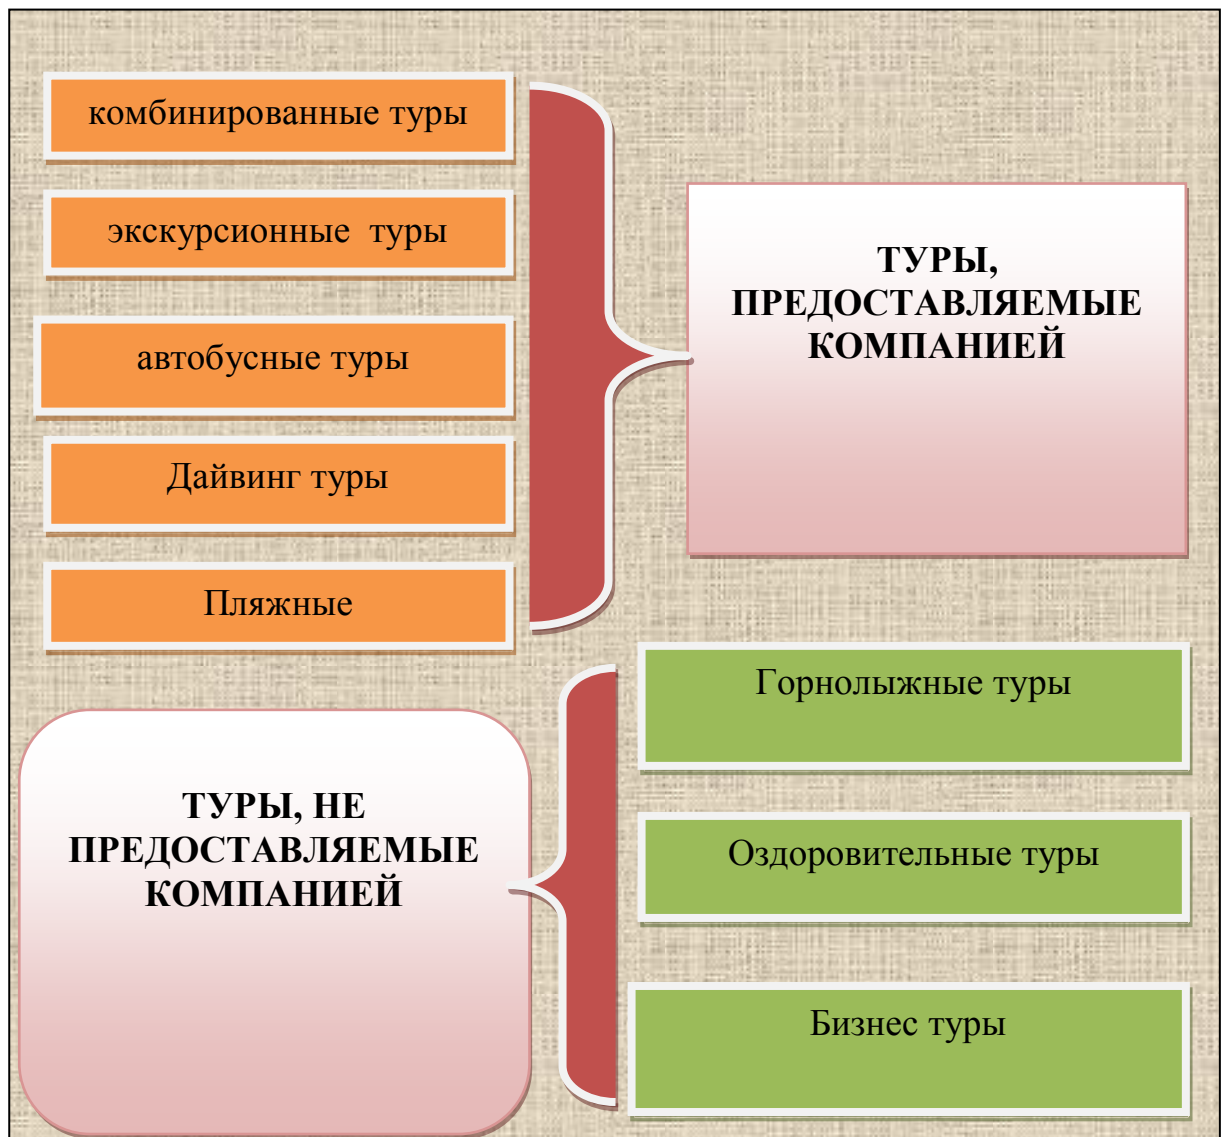 комбинированные туры
экскурсионные  туры
автобусные туры
Дайвинг туры
Пляжные
ТУРЫ,
ПРЕДОСТАВЛЯЕМЫЕ
КОМПАНИЕЙ
ТУРЫ, НЕ
ПРЕДОСТАВЛЯЕМЫЕ
КОМПАНИЕЙ
Горнолыжные туры
Оздоровительные туры
Бизнес туры